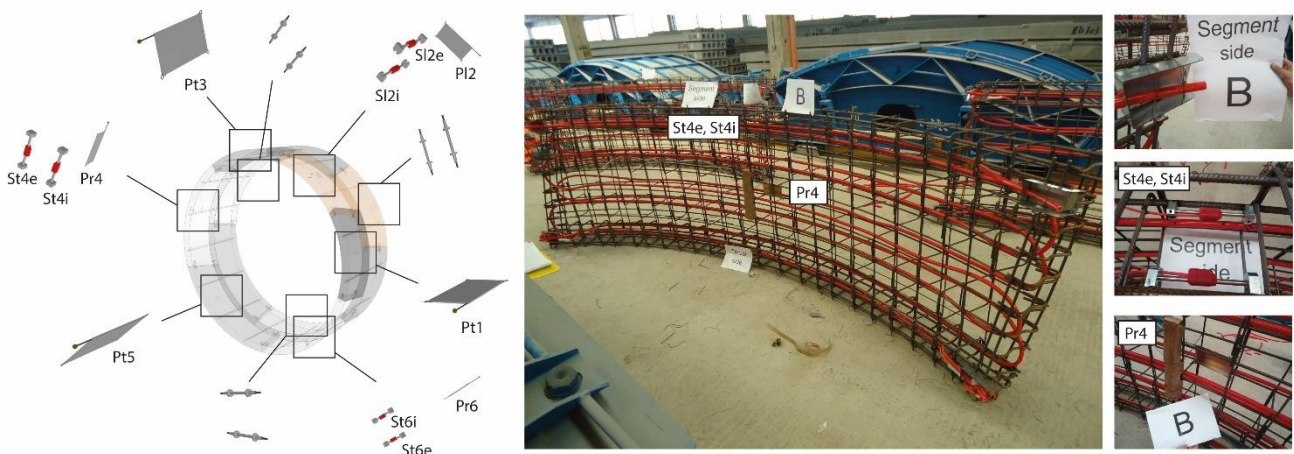 Pt3
Sl2e
Sl2i
Pl2
St4e
St4i
Pr4
Pt1
Pt5
Pr6
St6i
St6e
Segment
side
B
St4e, St4i
Pr4
side
Segment
side
B
St4e, St4i
Segment
side
Pr4
B